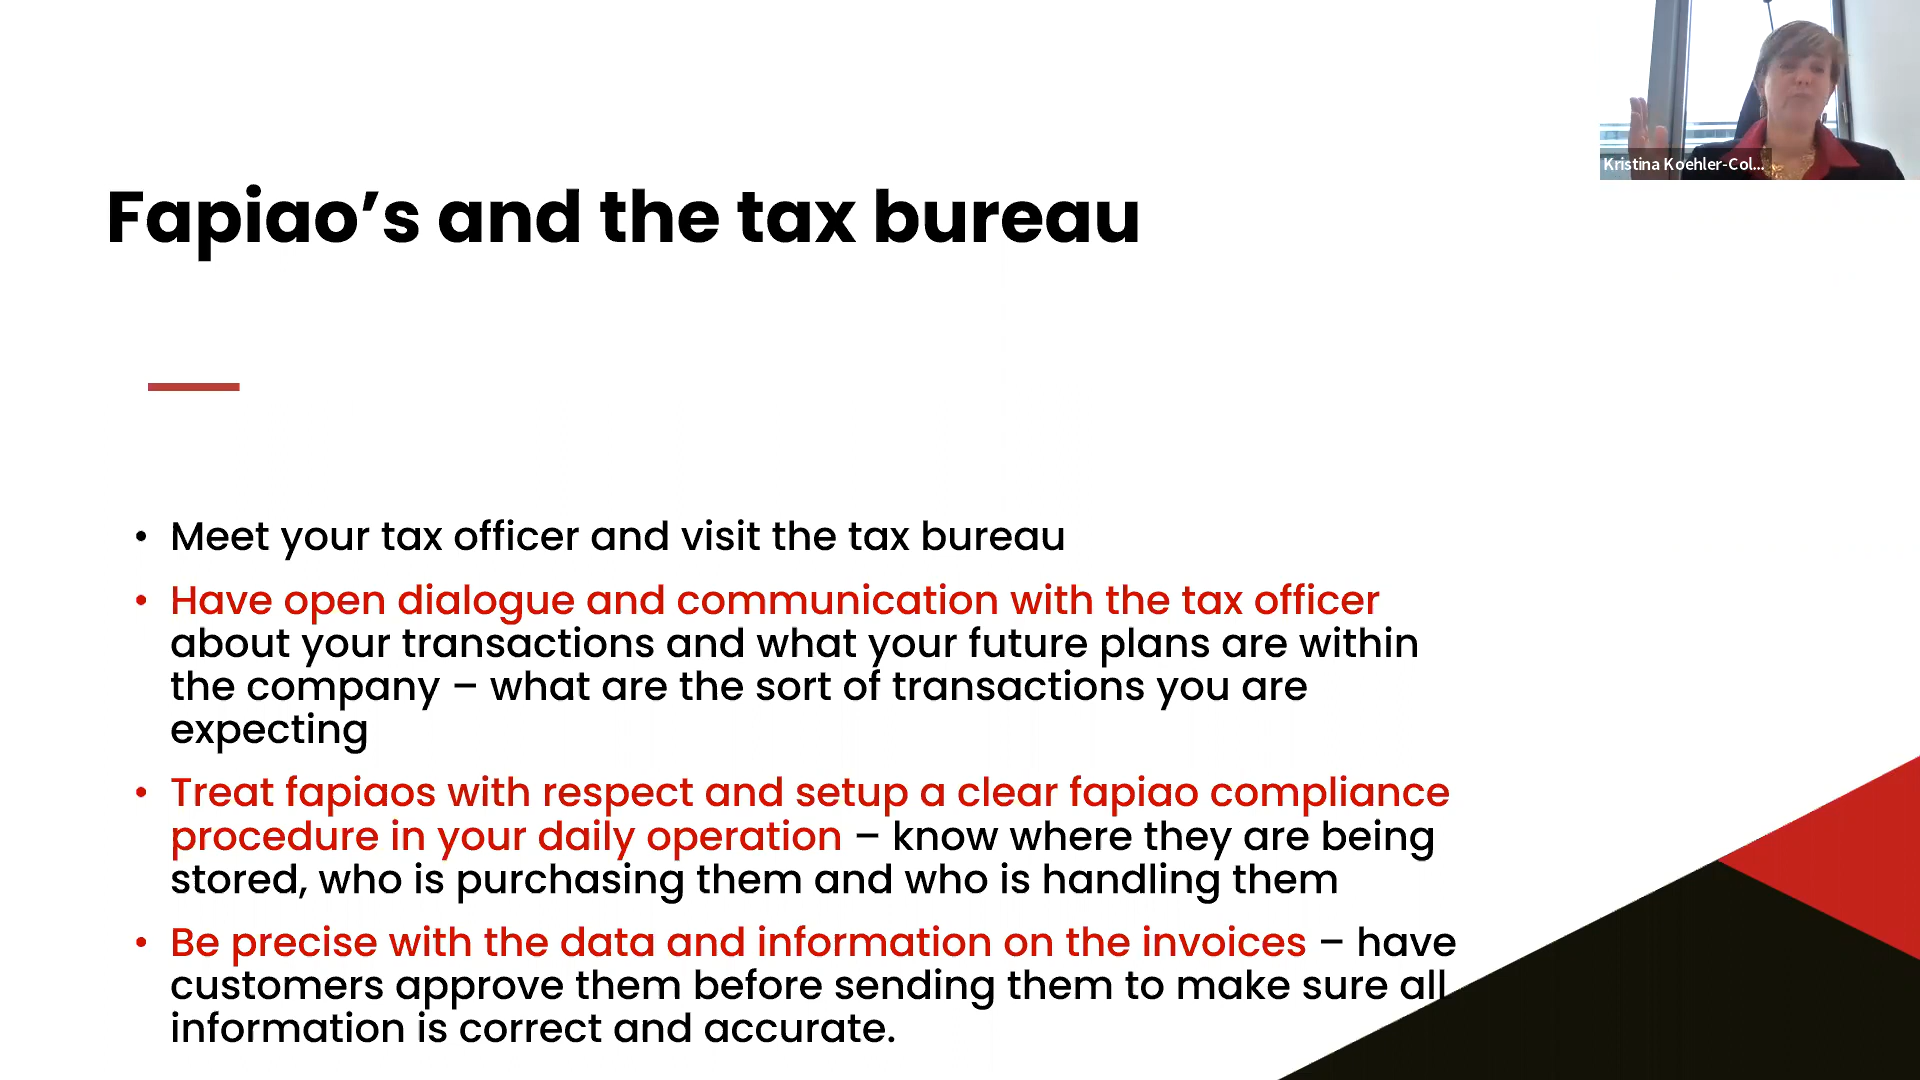 Kristina Koehler-Col...
Fapiao’s and the tax bureau
• Meet your tax officer and visit the tax bureau
• Have open dialogue and communication with the tax officer
about your transactions and what your future plans are within
the company – what are the sort of transactions you are
expecting
• Treat fapiaos with respect and setup a clear fapiao compliance
procedure in your daily operation – know where they are being
stored, who is purchasing them and who is handling them
• Be precise with the data and information on the invoices – have
customers approve them before sending them to make sure all
information is correct and accurate.